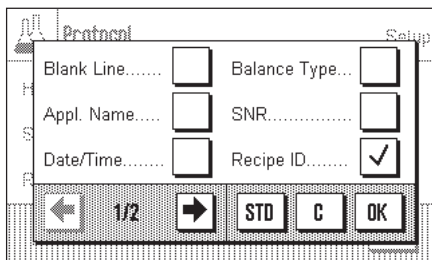 Protocol Setup
Blank Line....... Balance Type...
Appl. Name..... SNR...............
Date/Time........ Recipe ID........
1/2 STD C OK